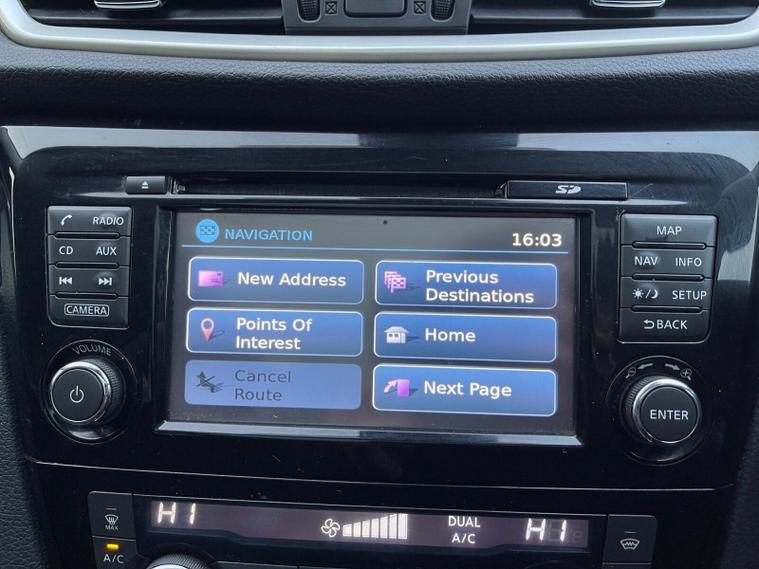 SD
RADIO
CD AUX
CAMERA
VOLUME
NAVIGATION 16:03
New Address
Previous
Destinations
Points Of
Interest
Home
Cancel
Route
Next Page
MAP
NAV INFO
SETUP
BACK
ENTER
MAX
A/C
HI
DUAL
A/C
HI